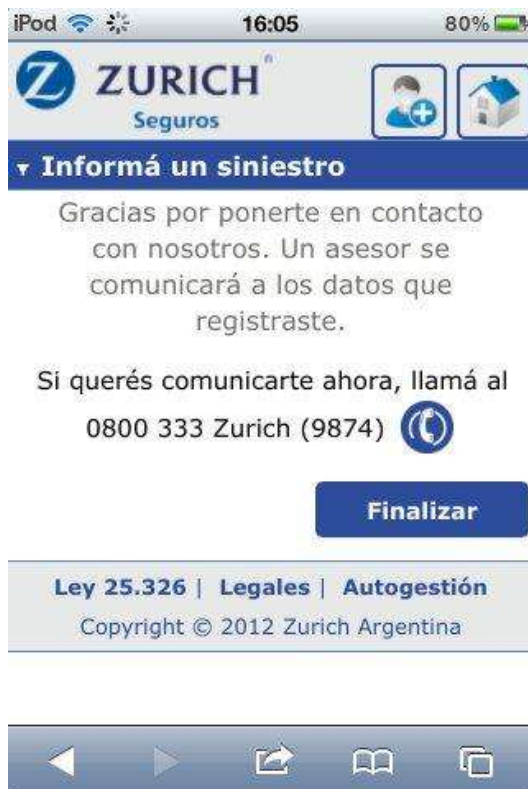 iPod 16:05 80%
Z ZURICH®
Seguros
▾ Informá un siniestro
Gracias por ponerte en contacto
con nosotros. Un asesor se
comunicará a los datos que
registraste.
Si querés comunicarte ahora, llamá al
0800 333 Zurich (9874)
Finalizar
Ley 25.326 | Legales | Autogestión
Copyright © 2012 Zurich Argentina